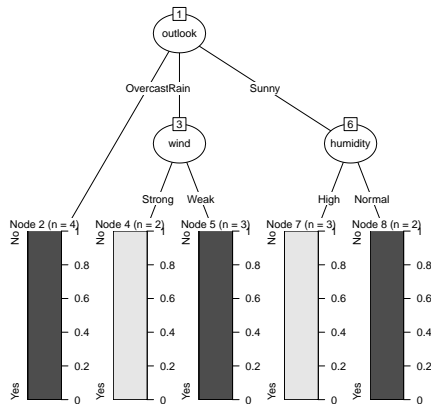 1
outlook
Overcast Rain Sunny
3 6
wind humidity
Strong Weak High Normal
Node 2 (n = 4) Node 4 (n = 2) Node 5 (n = 3) Node 7 (n = 3) Node 8 (n = 2)
No 1 No 1 No 1 No 1 No 1
0.8 0.8 0.8 0.8 0.8
0.6 0.6 0.6 0.6 0.6
0.4 0.4 0.4 0.4 0.4
0.2 0.2 0.2 0.2 0.2
Yes 0 Yes 0 Yes 0 Yes 0 Yes 0